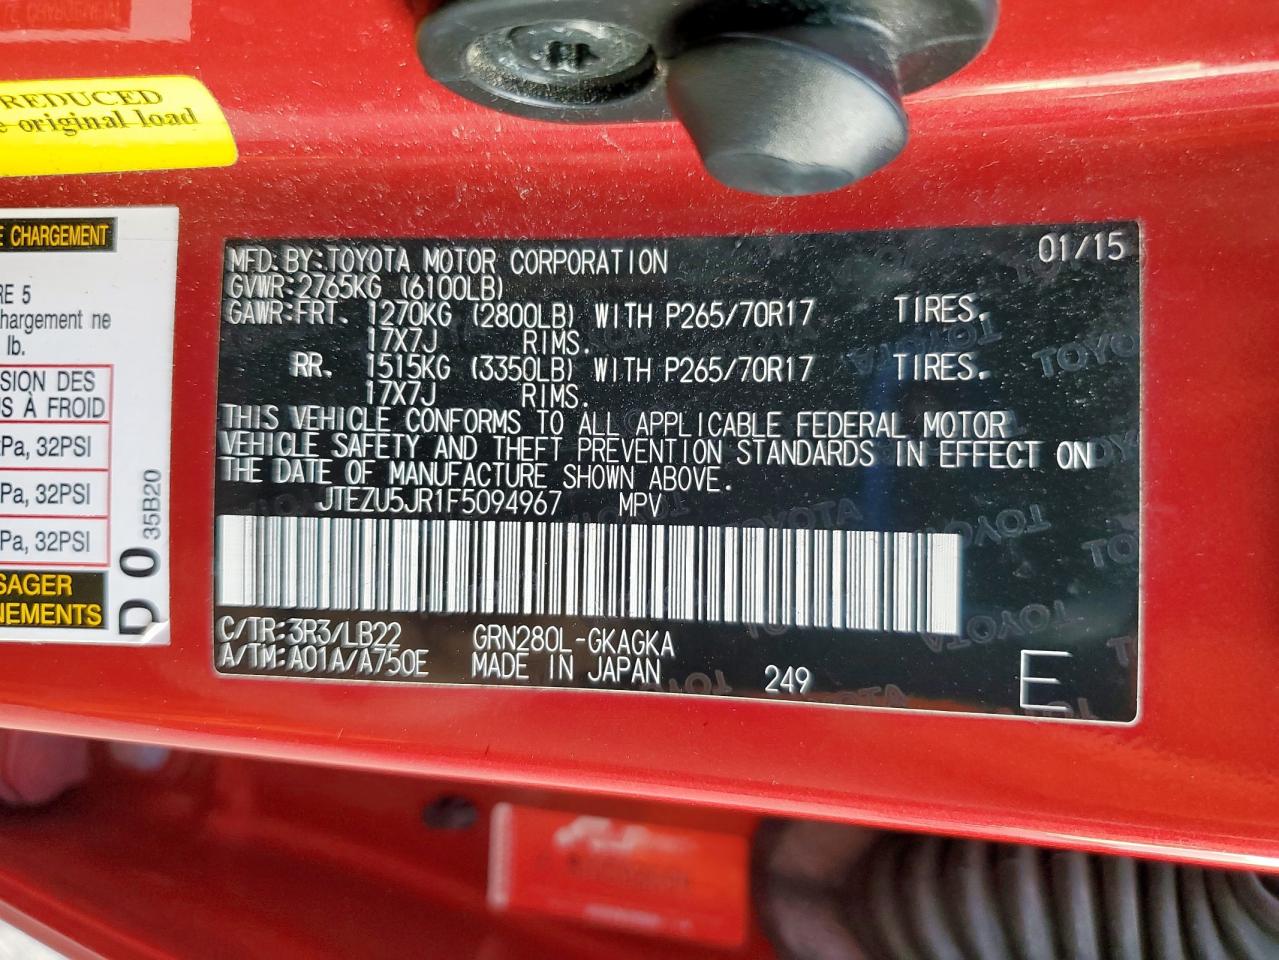 REDUCED
e original load
E CHARGEMENT
RE 5
chargement ne
lb.
SION DES
US À FROID
Pa, 32PSI
Pa, 32PSI
Pa, 32PSI
SAGER
NEMENTS
D0 35B20
MFD. BY: TOYOTA MOTOR CORPORATION 01/15
GVWR: 2765KG (6100LB)
GAWR: FRT. 1270KG (2800LB) WITH P265/70R17 TIRES.
17X7J RIMS.
RR. 1515KG (3350LB) WITH P265/70R17 TIRES.
17X7J RIMS.
THIS VEHICLE CONFORMS TO ALL APPLICABLE FEDERAL MOTOR
VEHICLE SAFETY AND THEFT PREVENTION STANDARDS IN EFFECT ON
THE DATE OF MANUFACTURE SHOWN ABOVE.
JTEZU5JR1F5094967 MPV
C/TR: 3R3/LB22 GRN280L-GKAGKA
A/TM: A01A/A750E MADE IN JAPAN 249 E